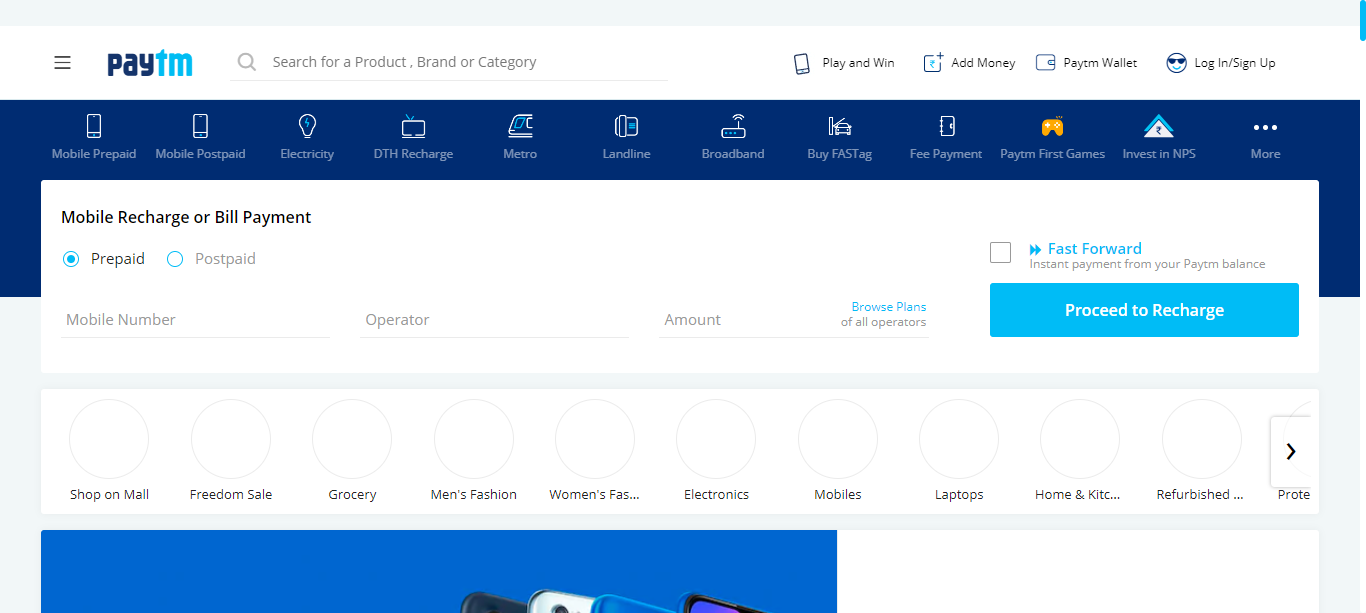 paytm
Search for a Product , Brand or Category
Play and Win
Add Money
Paytm Wallet
Log In/Sign Up
Mobile Prepaid
Mobile Postpaid
Electricity
DTH Recharge
Metro
Landline
Broadband
Buy FASTag
Fee Payment
Paytm First Games
Invest in NPS
More
Mobile Recharge or Bill Payment
Prepaid
Postpaid
Fast Forward
Instant payment from your Paytm balance
Mobile Number
Operator
Amount
Browse Plans
of all operators
Proceed to Recharge
Shop on Mall
Freedom Sale
Grocery
Men's Fashion
Women's Fas...
Electronics
Mobiles
Laptops
Home & Kitc...
Refurbished ...
Prote